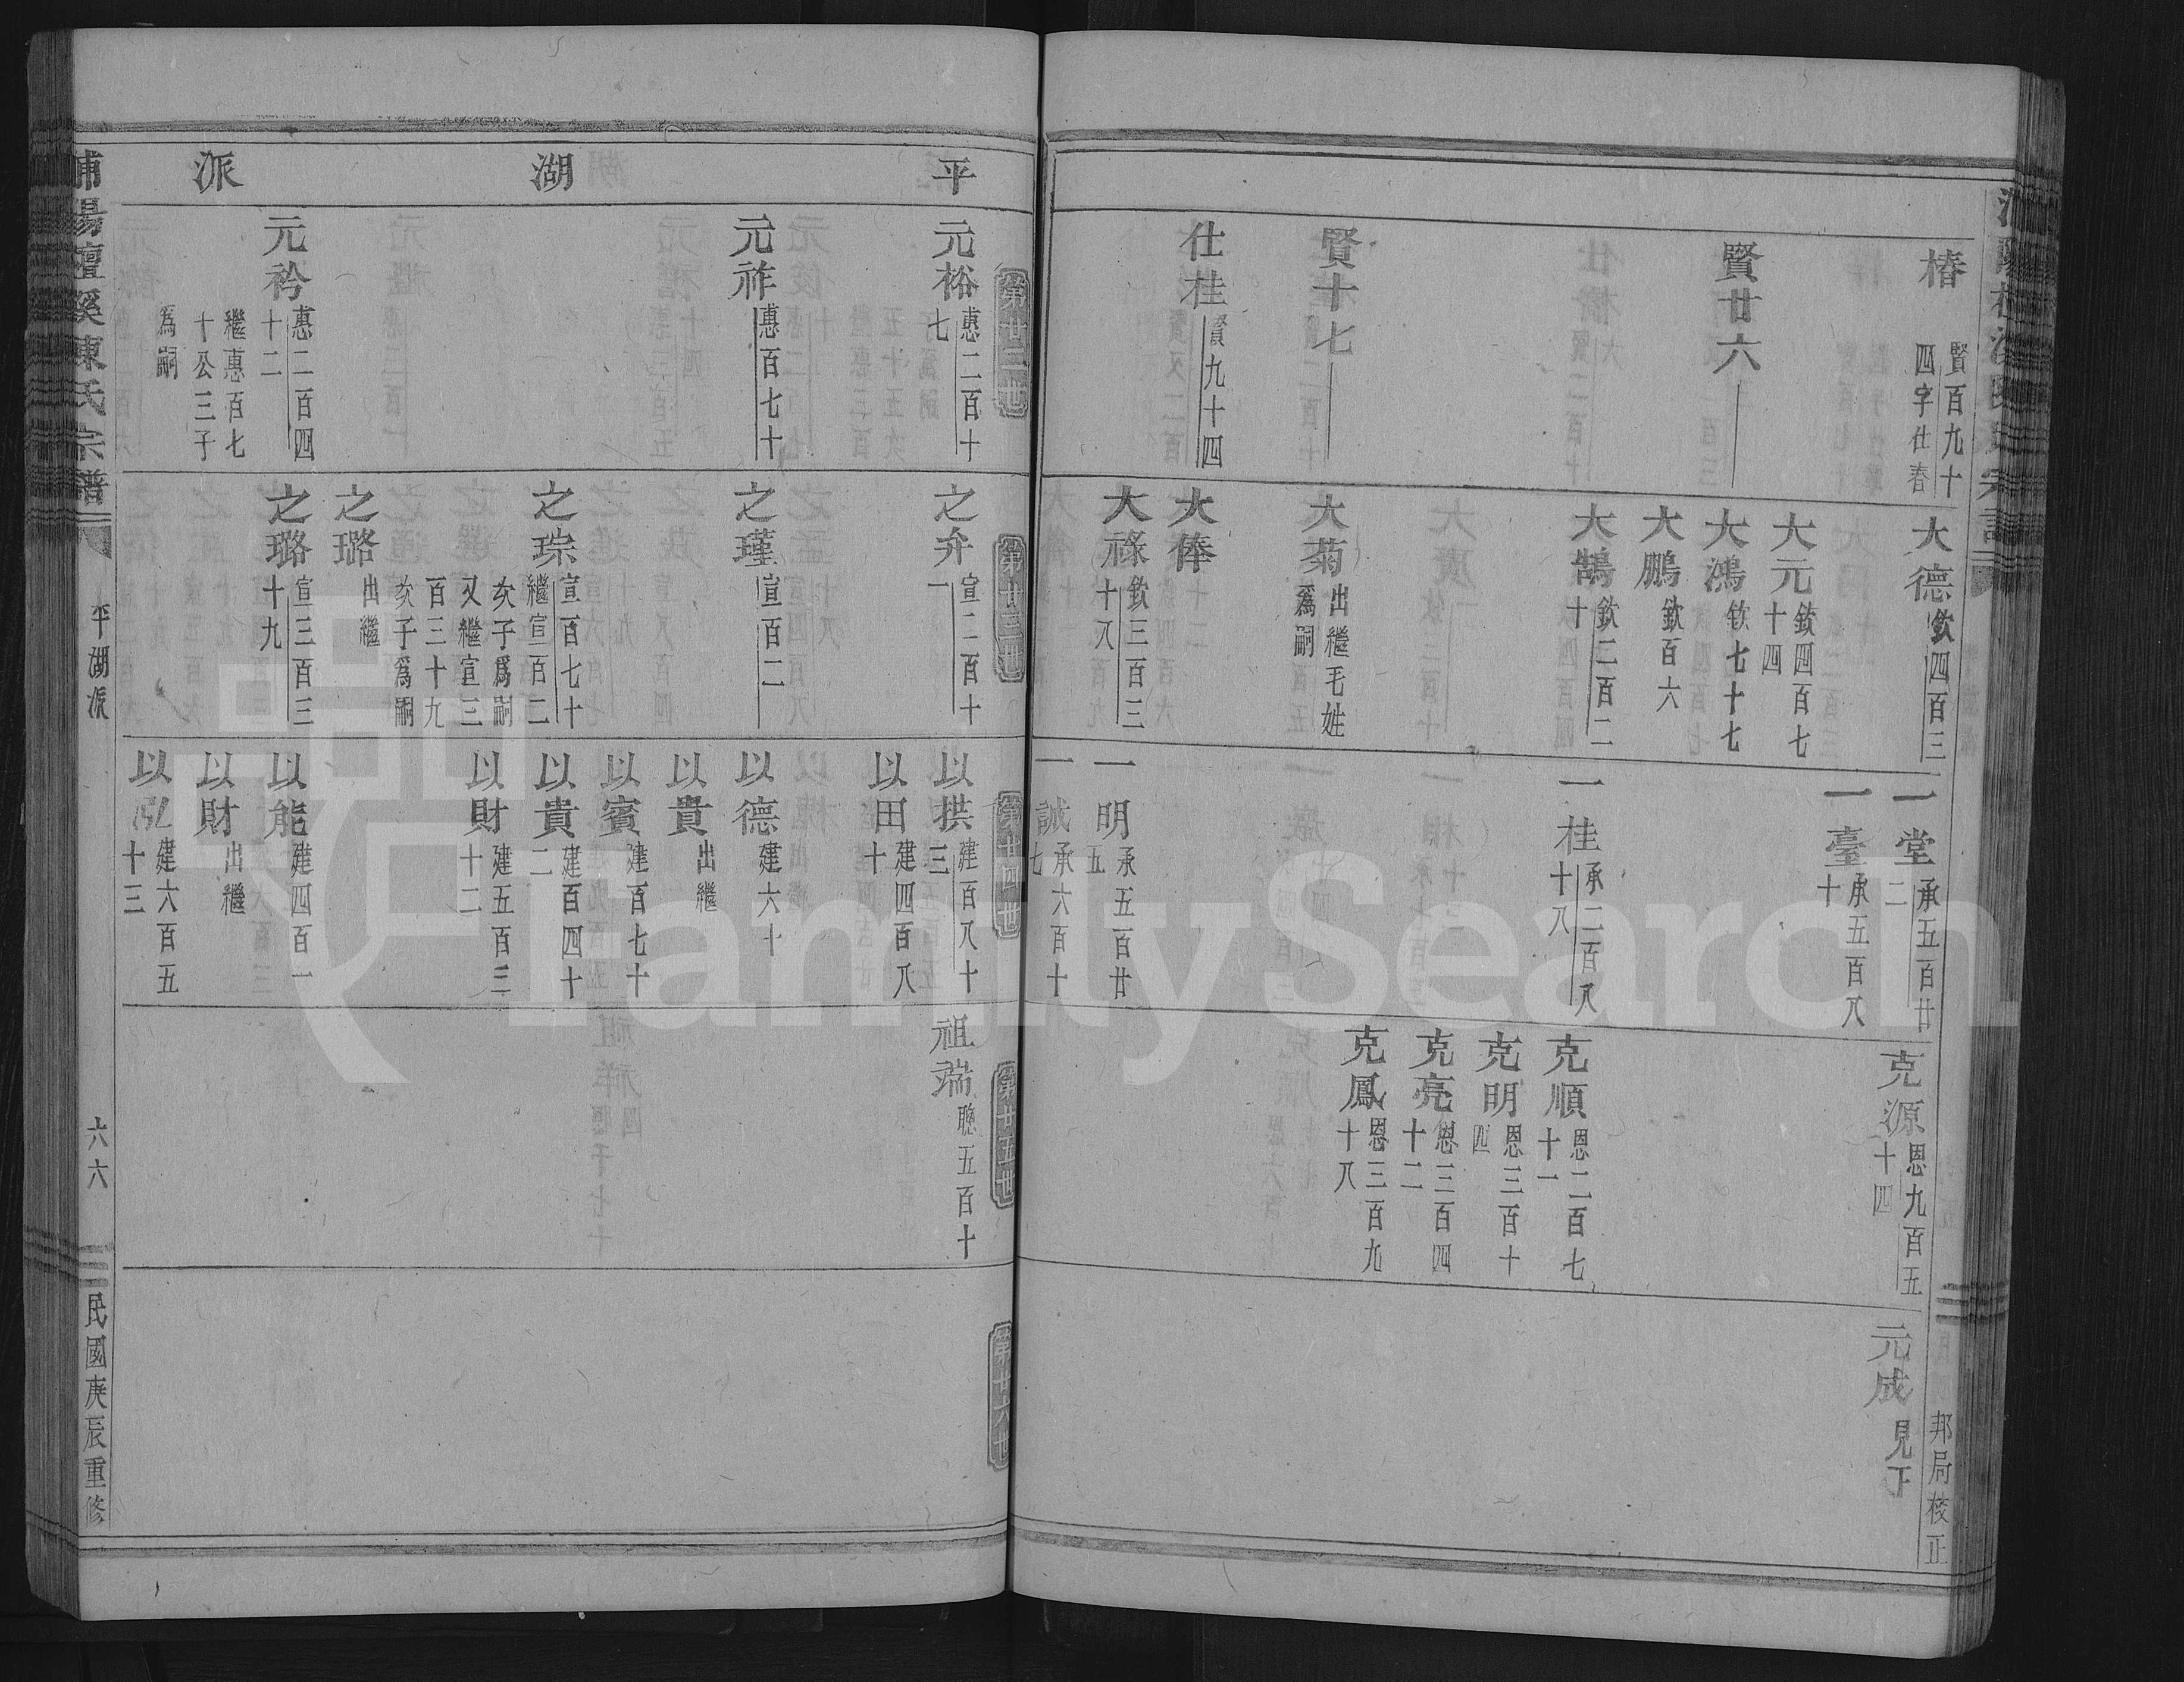 椿
賢百九十
四字仕春
賢廿六
賢十七
仕桂
賢九十四
大德
欽四百三
大元
欽四百七
十四
大鴻
欽七十七
大鵬
欽百六
大鵠
欽二百二
十
大菊
出繼毛姓
爲嗣
大俸
大祿
欽三百三
十八
一堂
承五百廿
二
一臺
承五百八
十
一桂
承二百八
十八
一明
承五百廿
五
一誠
承六百十
七
克源
恩九百五
十四
克順
恩二百七
十一
克明
恩三百十
四
克亮
恩三百四
十二
克鳳
恩三百九
十八
元成
見下
邦局校正
平
湖
派
第廿二世
元裕
惠二百十
七
元祚
惠百七十
元衿
惠二百四
十二
繼惠百七
十公三子
爲嗣
第廿三世
之弁
宣二百十
一
之瑾
宣百二
之琮
宣百七十
繼宣百二
次子爲嗣
又繼宣三
百三十九
次子爲嗣
之璐
出繼
之璐
宣三百三
十九
第廿四世
以拱
建百八十
三
以田
建四百八
十
以德
建六十
以貴
出繼
以賓
建百七十
以貴
建百四十
二
以財
建五百三
十二
以能
建四百一
以財
出繼
以弘
建六百五
十三
第廿五世
祖瑞
聰五百十
第廿六世
浦陽壇溪陳氏宗譜
平湖派
六六
民國庚辰重修
FamilySearch